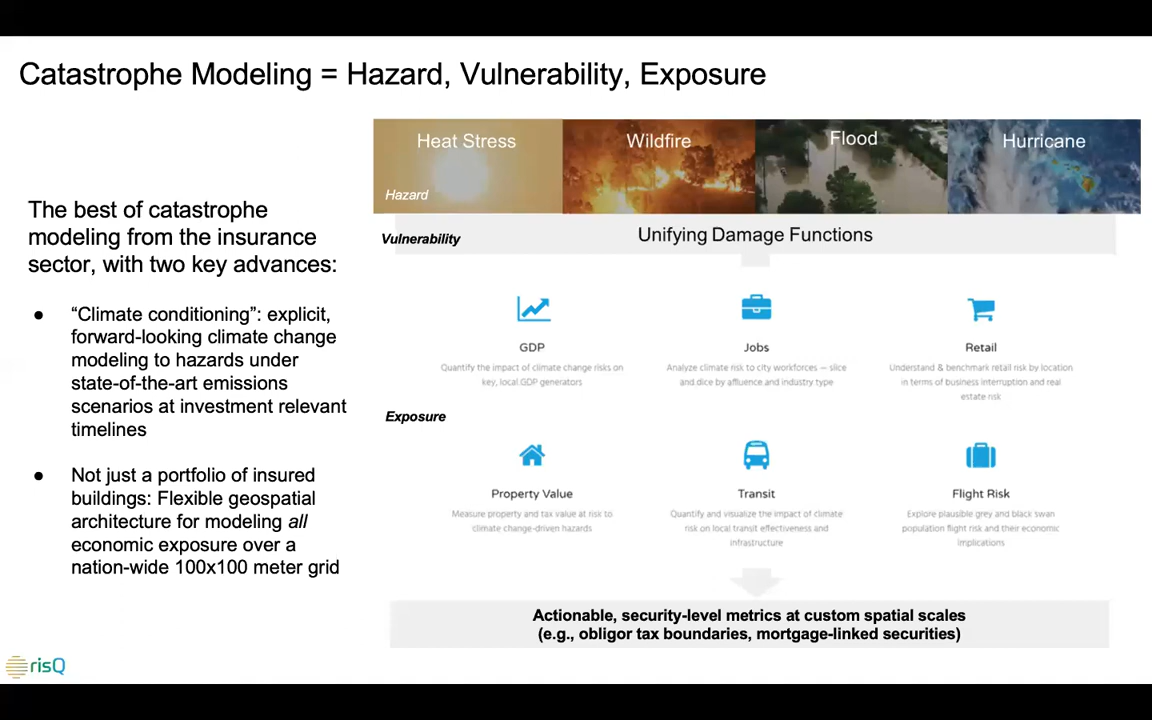 Catastrophe Modeling = Hazard, Vulnerability, Exposure
The best of catastrophe
modeling from the insurance
sector, with two key advances:
● “Climate conditioning”: explicit,
forward-looking climate change
modeling to hazards under
state-of-the-art emissions
scenarios at investment relevant
timelines
● Not just a portfolio of insured
buildings: Flexible geospatial
architecture for modeling all
economic exposure over a
nation-wide 100x100 meter grid
Heat Stress
Wildfire
Flood
Hurricane
Hazard
Vulnerability
Unifying Damage Functions
GDP
Quantify the impact of climate change risks on
key, local GDP generators
Jobs
Analyze climate risk to city workforces — slice
and dice by affluence and industry type
Retail
Understand & benchmark retail risk by location
in terms of business interruption and real
estate risk
Exposure
Property Value
Measure property and tax value at risk to
climate change-driven hazards
Transit
Quantify and visualize the impact of climate
risk on local transit effectiveness and
infrastructure
Flight Risk
Explore plausible grey and black swan
population flight risk and their economic
implications
Actionable, security-level metrics at custom spatial scales
(e.g., obligor tax boundaries, mortgage-linked securities)
risQ